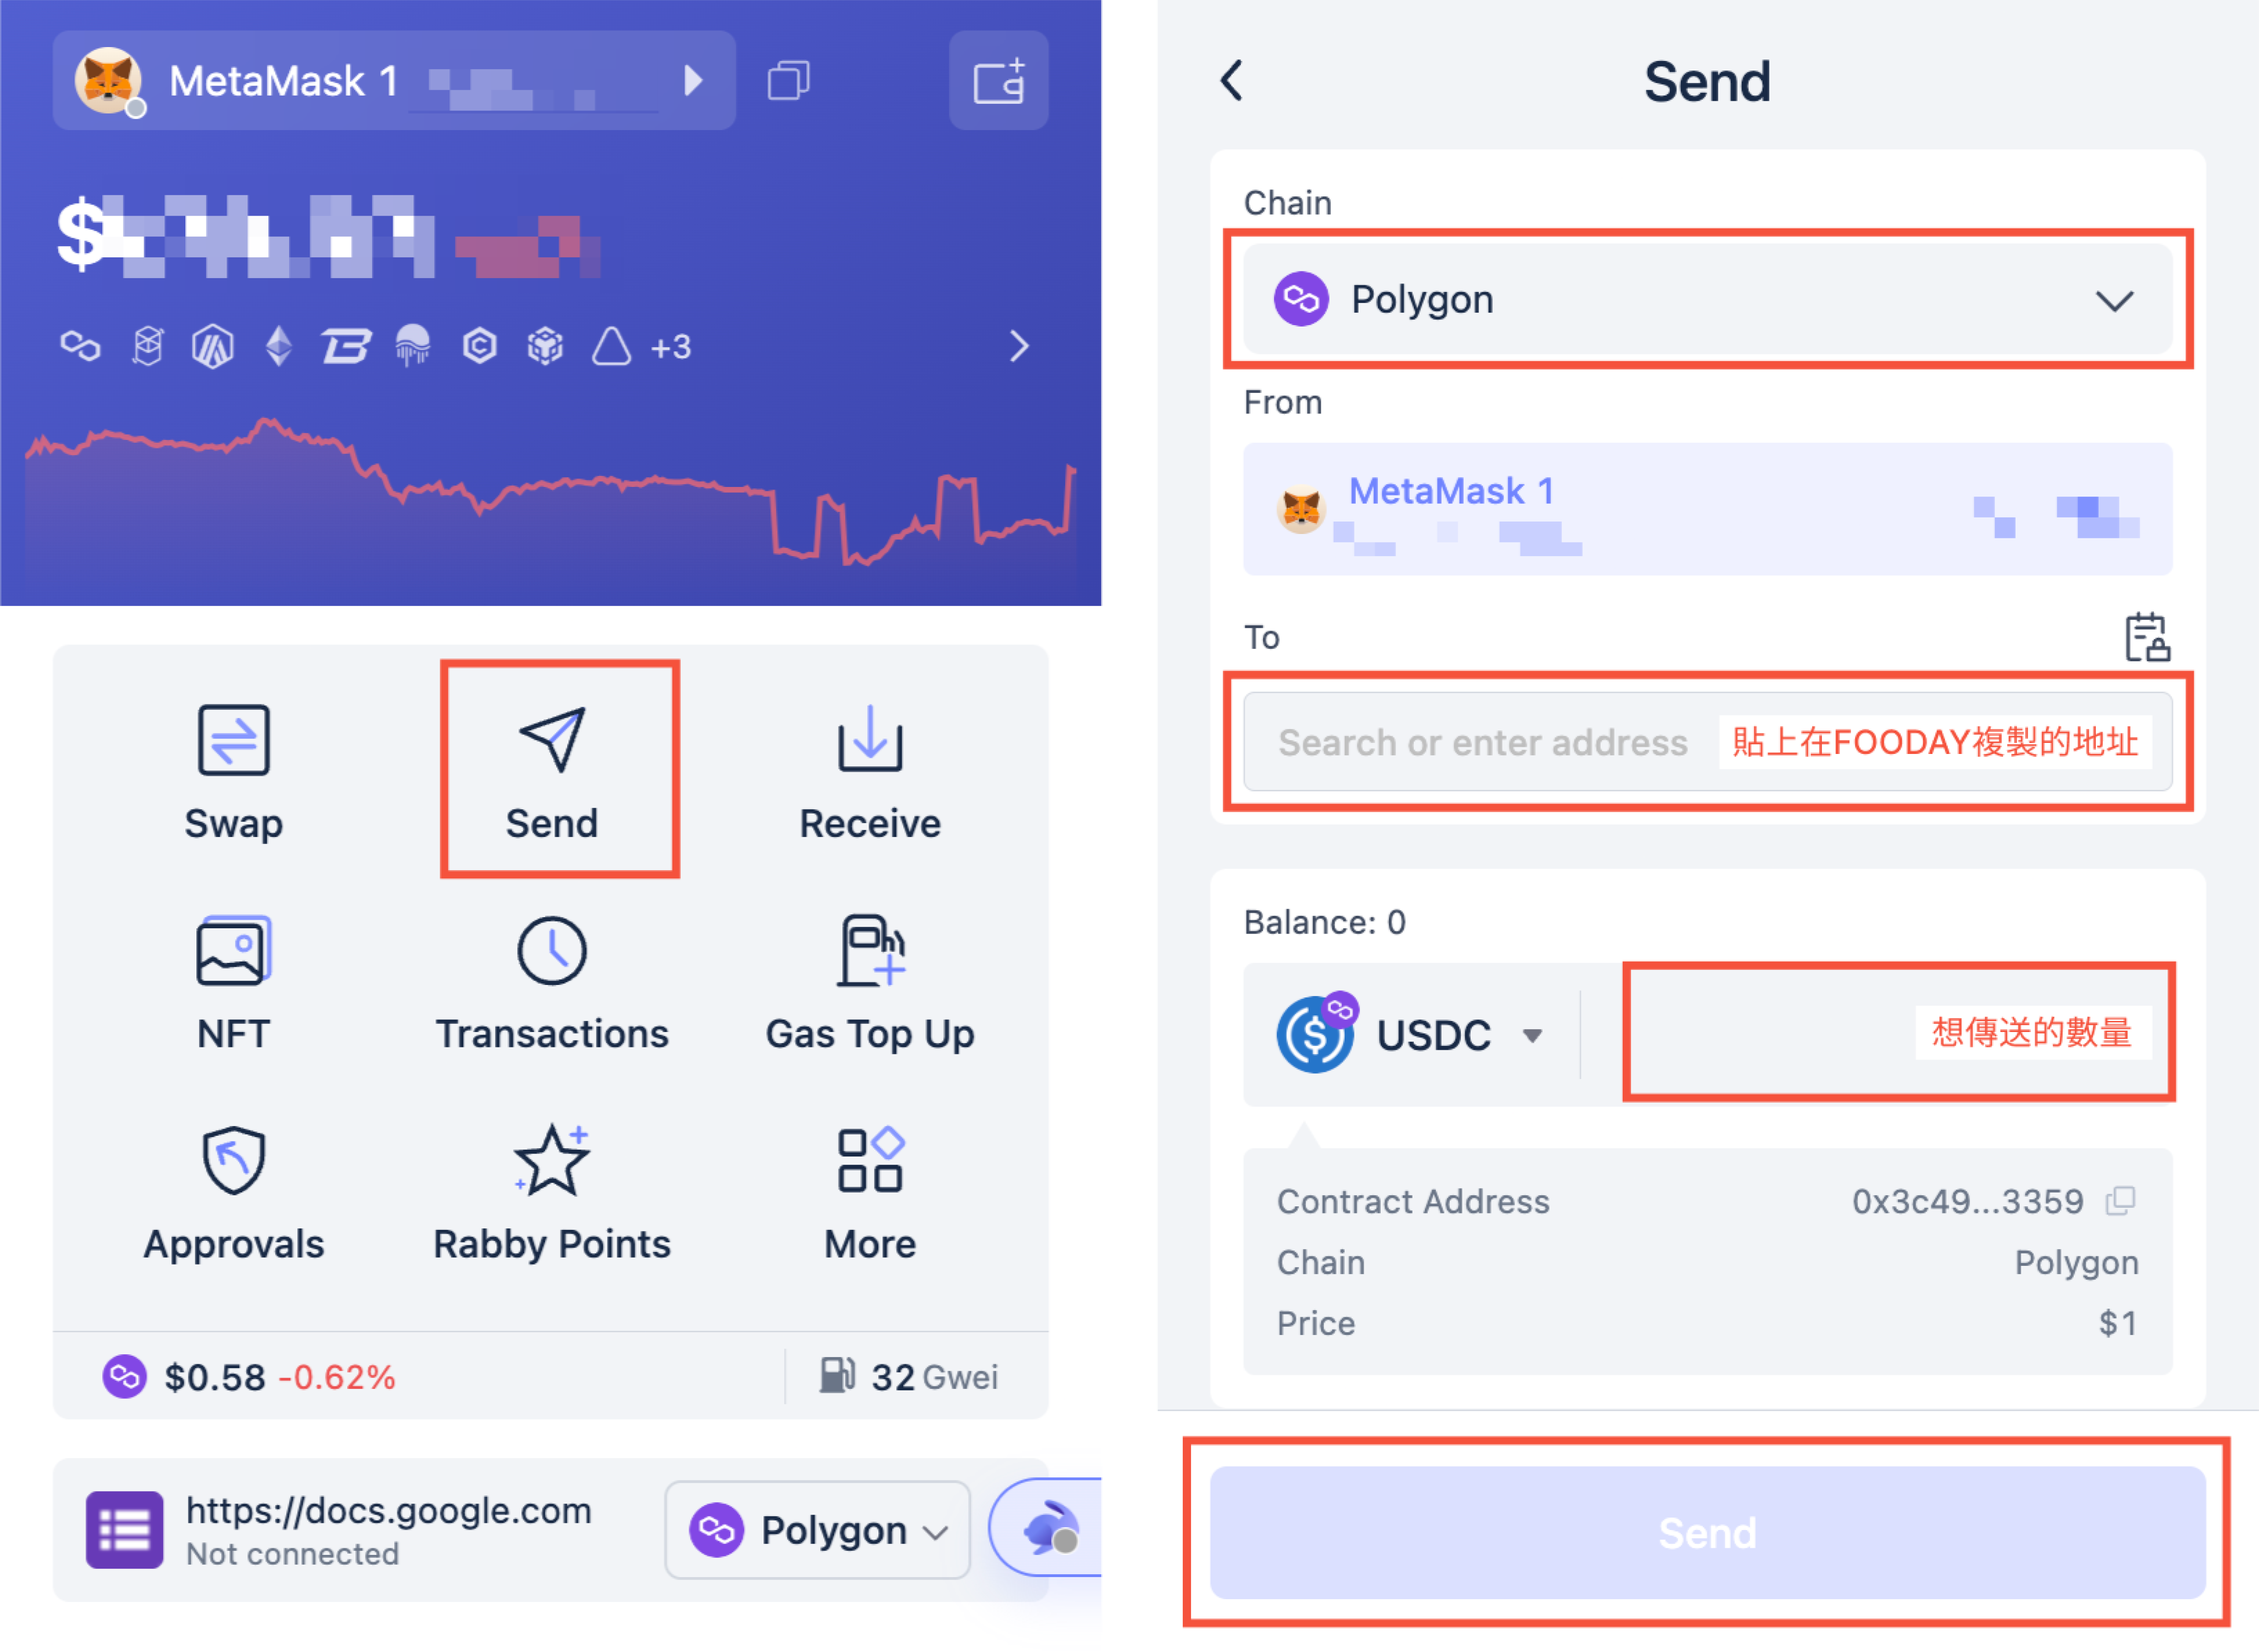 MetaMask 1
$
+3
Swap
Send
Receive
NFT
Transactions
Gas Top Up
Approvals
Rabby Points
More
$0.58 -0.62%
32 Gwei
https://docs.google.com
Not connected
Polygon
Send
Chain
Polygon
From
MetaMask 1
To
Search or enter address
貼上在FOODAY複製的地址
Balance: 0
USDC
想傳送的數量
Contract Address 0x3c49...3359
Chain Polygon
Price $1
Send